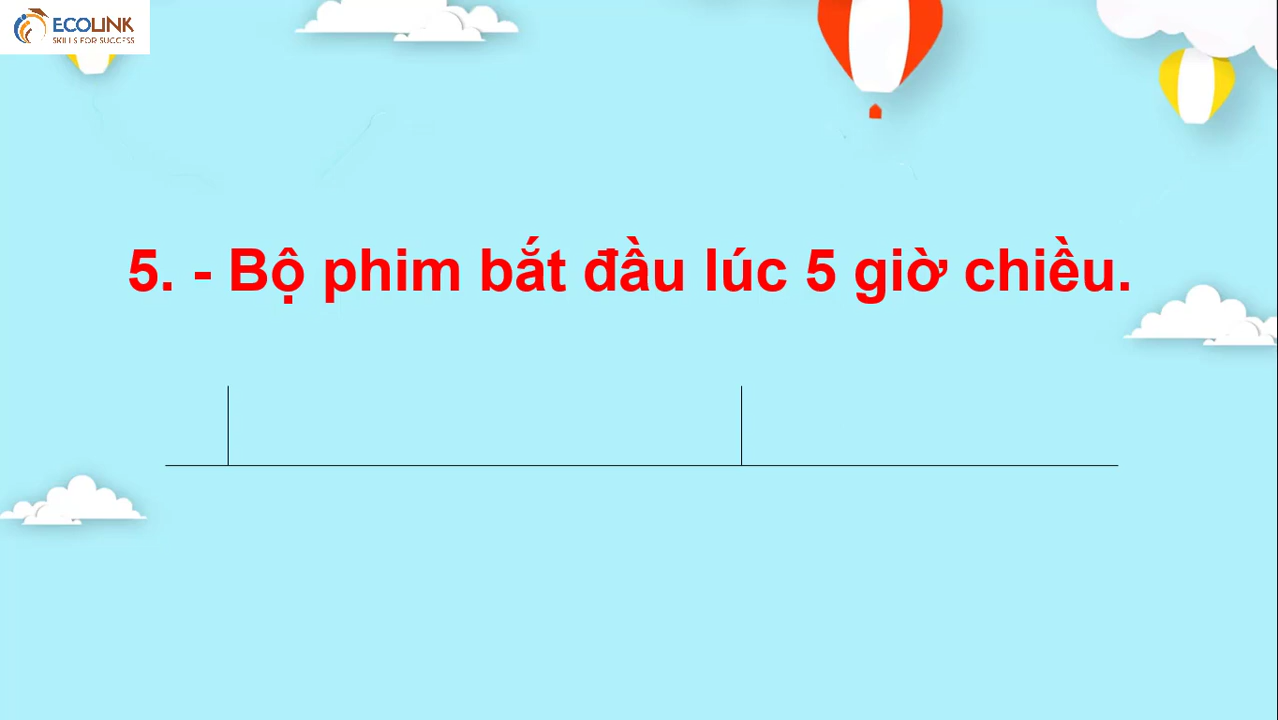 ECOLINK
SKILLS FOR SUCCESS
5. - Bộ phim bắt đầu lúc 5 giờ chiều.